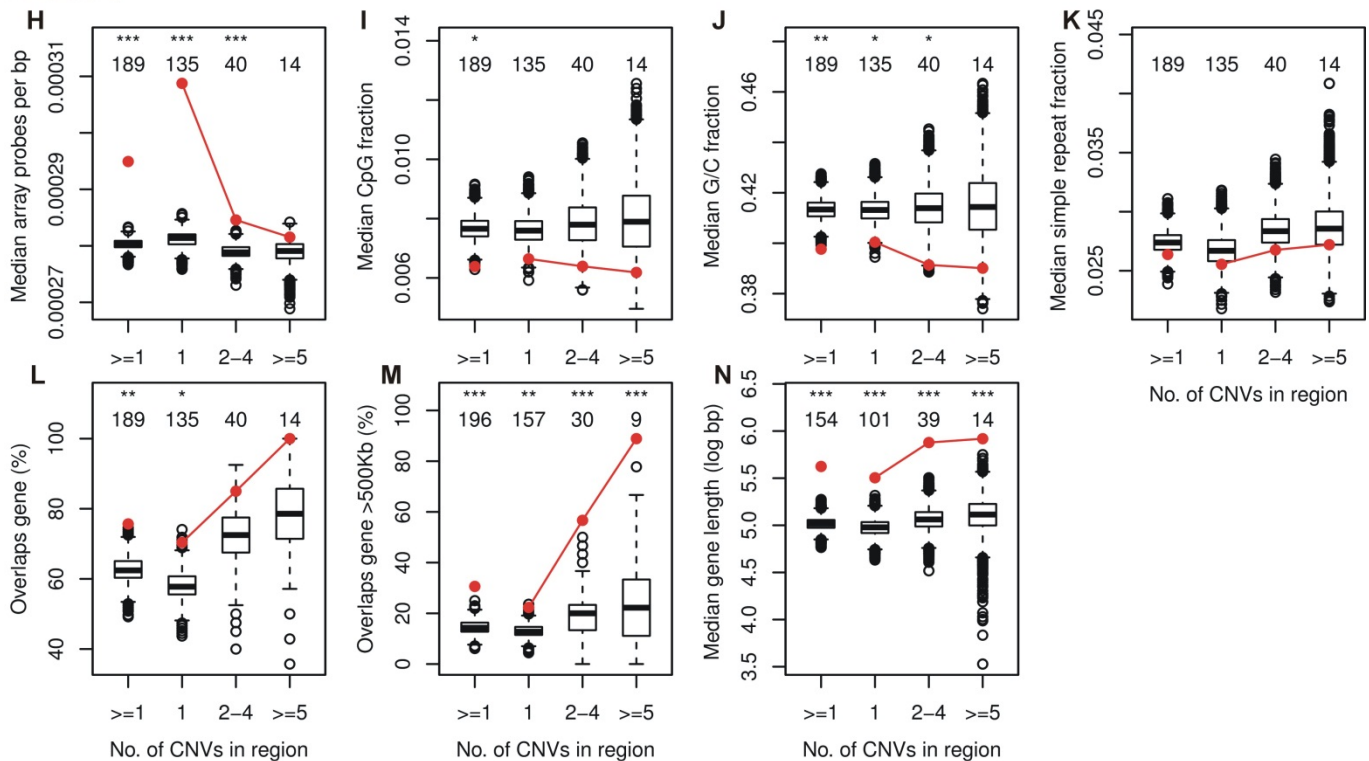 H
Median array probes per bp
0.00031
0.00029
0.00027
*** *** ***
189 135 40 14
>=1 1 2−4 >=5
I
Median CpG fraction
0.014
0.010
0.006
*
189 135 40 14
>=1 1 2−4 >=5
J
Median G/C fraction
0.46
0.42
0.38
** * *
189 135 40 14
>=1 1 2−4 >=5
K
Median simple repeat fraction
0.045
0.035
0.025
189 135 40 14
>=1 1 2−4 >=5
No. of CNVs in region
L
Overlaps gene (%)
100
80
60
40
** *
189 135 40 14
>=1 1 2−4 >=5
No. of CNVs in region
M
Overlaps gene >500Kb (%)
100
80
60
40
20
0
*** ** *** ***
196 157 30 9
>=1 1 2−4 >=5
No. of CNVs in region
N
Median gene length (log bp)
6.5
6.0
5.5
5.0
4.5
4.0
3.5
*** *** *** ***
154 101 39 14
>=1 1 2−4 >=5
No. of CNVs in region